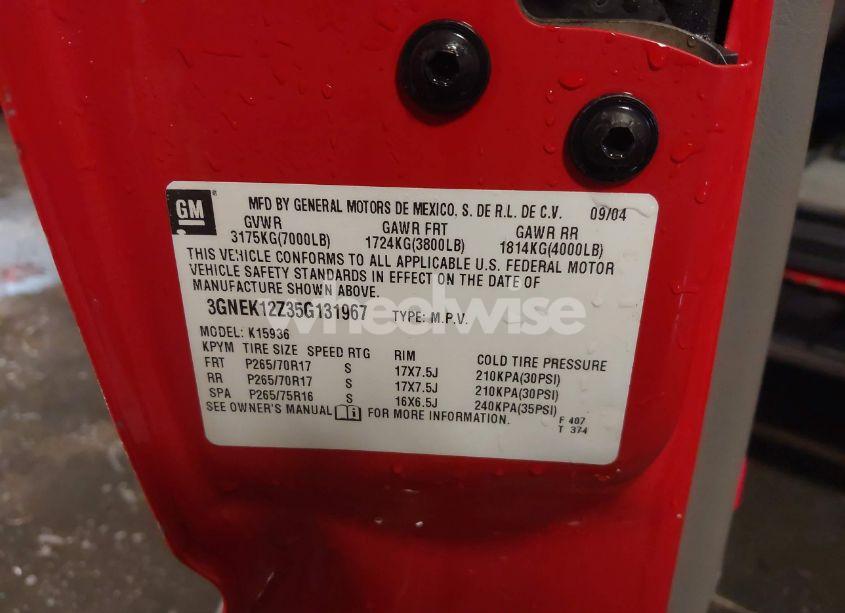 GM
MFD BY GENERAL MOTORS DE MEXICO, S. DE R.L. DE C.V. 09/04
GVWR GAWR FRT GAWR RR
3175KG(7000LB) 1724KG(3800LB) 1814KG(4000LB)
THIS VEHICLE CONFORMS TO ALL APPLICABLE U.S. FEDERAL MOTOR
VEHICLE SAFETY STANDARDS IN EFFECT ON THE DATE OF
MANUFACTURE SHOWN ABOVE.
3GNEK12Z35G131967 TYPE: M.P.V.
wheelwise
MODEL: K15936
KPYM TIRE SIZE SPEED RTG RIM COLD TIRE PRESSURE
FRT P265/70R17 S 17X7.5J 210KPA(30PSI)
RR P265/70R17 S 17X7.5J 210KPA(30PSI)
SPA P265/75R16 S 16X6.5J 240KPA(35PSI)
SEE OWNER'S MANUAL FOR MORE INFORMATION.
F 407
T 374